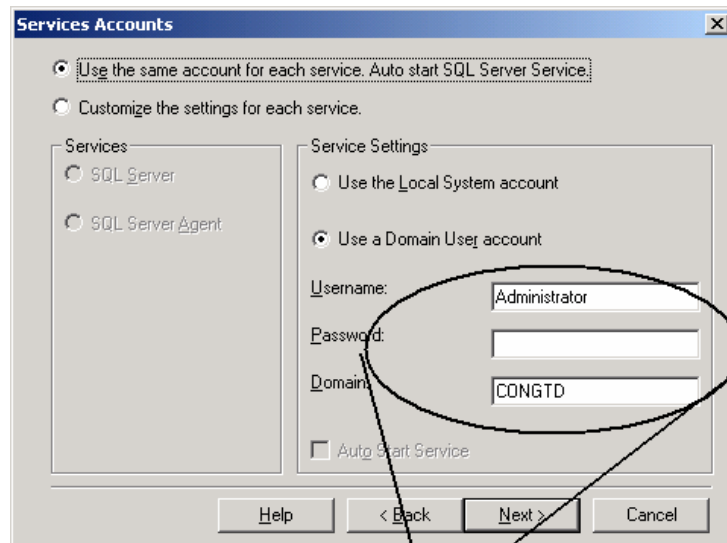 Services Accounts
Use the same account for each service. Auto start SQL Server Service.
Customize the settings for each service.
Services
SQL Server
SQL Server Agent
Service Settings
Use the Local System account
Use a Domain User account
Username:
Administrator
Password:
Domain:
CONGTD
Auto Start Service
Help
< Back
Next >
Cancel